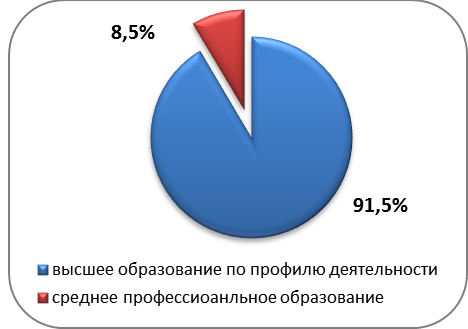 8,5%
91,5%
высшее образование по профилю деятельности
среднее профессиоанльное образование